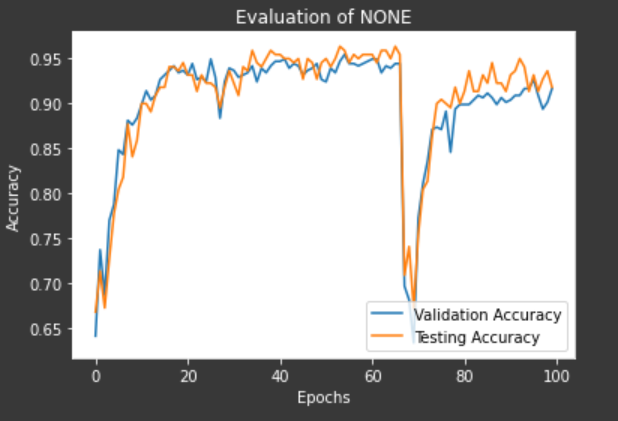 Evaluation of NONE
0.95
0.90
0.85
0.80
0.75
0.70
0.65
Accuracy
Validation Accuracy
Testing Accuracy
0 20 40 60 80 100
Epochs